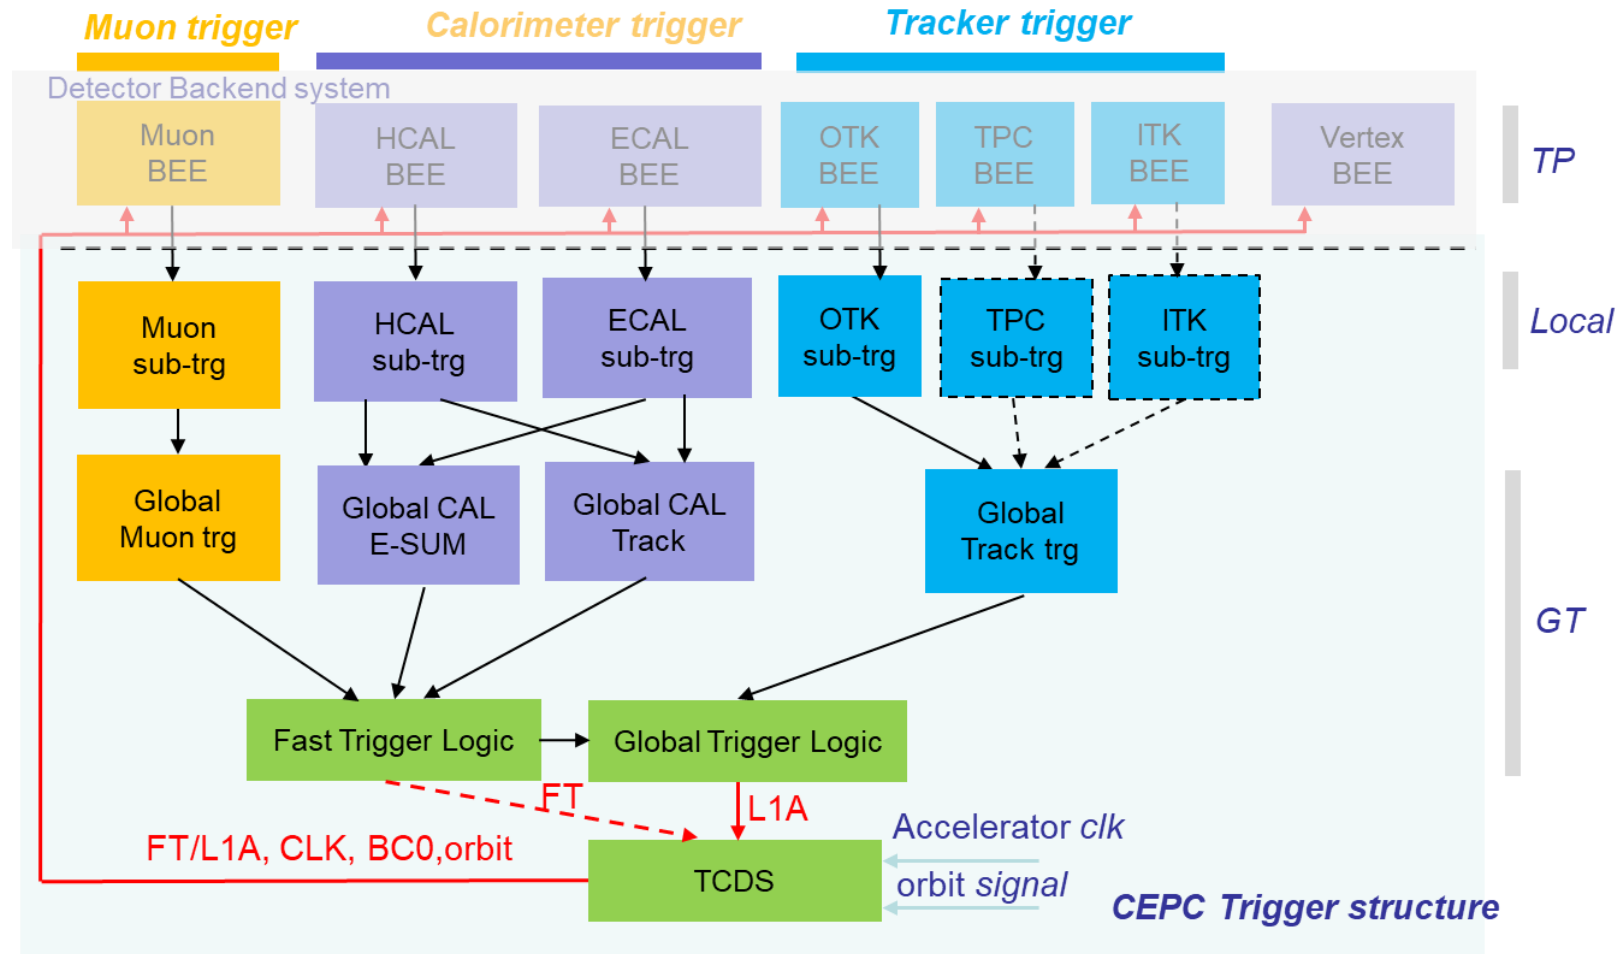 Muon trigger
Calorimeter trigger
Tracker trigger
Detector Backend system
Muon
BEE
HCAL
BEE
ECAL
BEE
OTK
BEE
TPC
BEE
ITK
BEE
Vertex
BEE
TP
Muon
sub-trg
HCAL
sub-trg
ECAL
sub-trg
OTK
sub-trg
TPC
sub-trg
ITK
sub-trg
Local
Global
Muon trg
Global CAL
E-SUM
Global CAL
Track
Global
Track trg
GT
Fast Trigger Logic
Global Trigger Logic
FT
L1A
FT/L1A, CLK, BC0,orbit
TCDS
Accelerator clk
orbit signal
CEPC Trigger structure